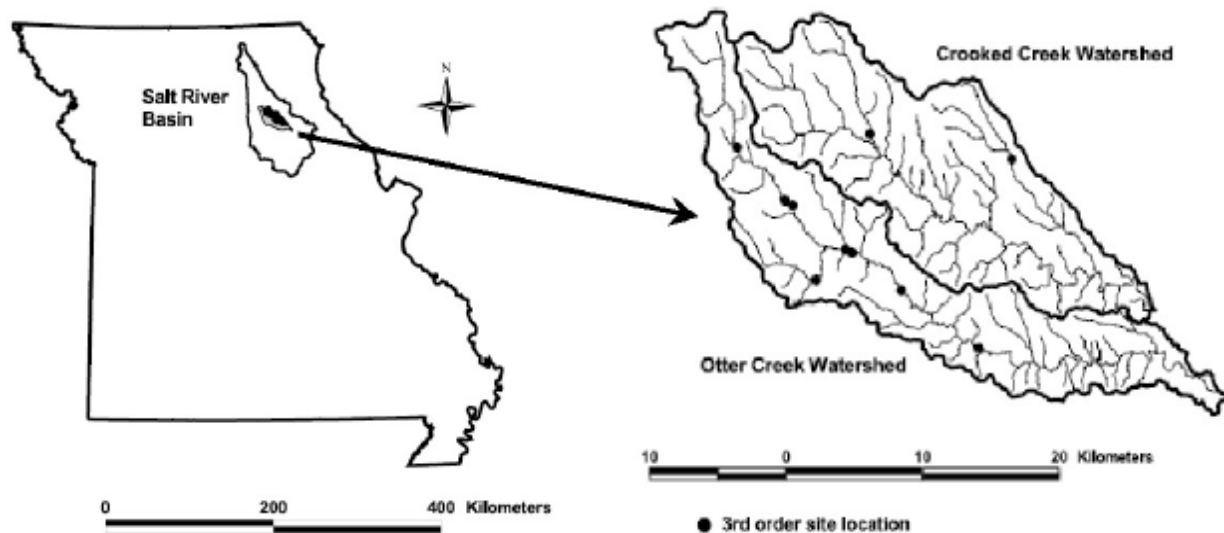 Salt River
Basin
N
Crooked Creek Watershed
Otter Creek Watershed
0 200 400 Kilometers
10 0 10 20 Kilometers
3rd order site location